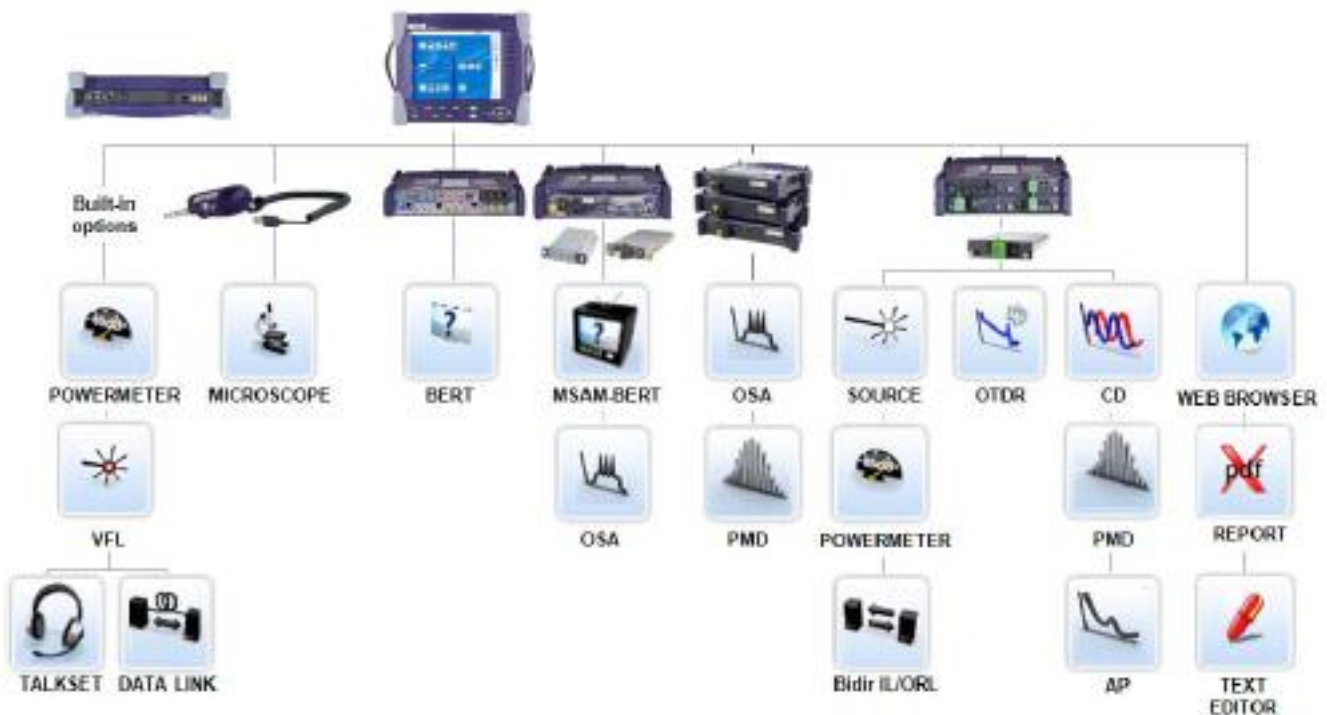 Built-in
options
POWERMETER
MICROSCOPE
BERT
MSAM-BERT
OSA
SOURCE
OTDR
CD
WEB BROWSER
VFL
OSA
PMD
POWERMETER
PMD
pdf
REPORT
TALKSET
DATA LINK
Bidir IL/ORL
AP
TEXT
EDITOR